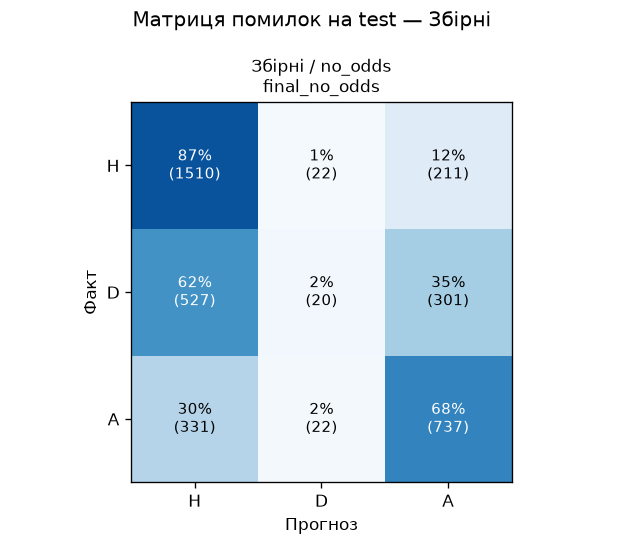 Матриця помилок на test — Збірні
Збірні / no_odds
final_no_odds
Факт
H
87%
(1510)
1%
(22)
12%
(211)
D
62%
(527)
2%
(20)
35%
(301)
A
30%
(331)
2%
(22)
68%
(737)
H
D
A
Прогноз